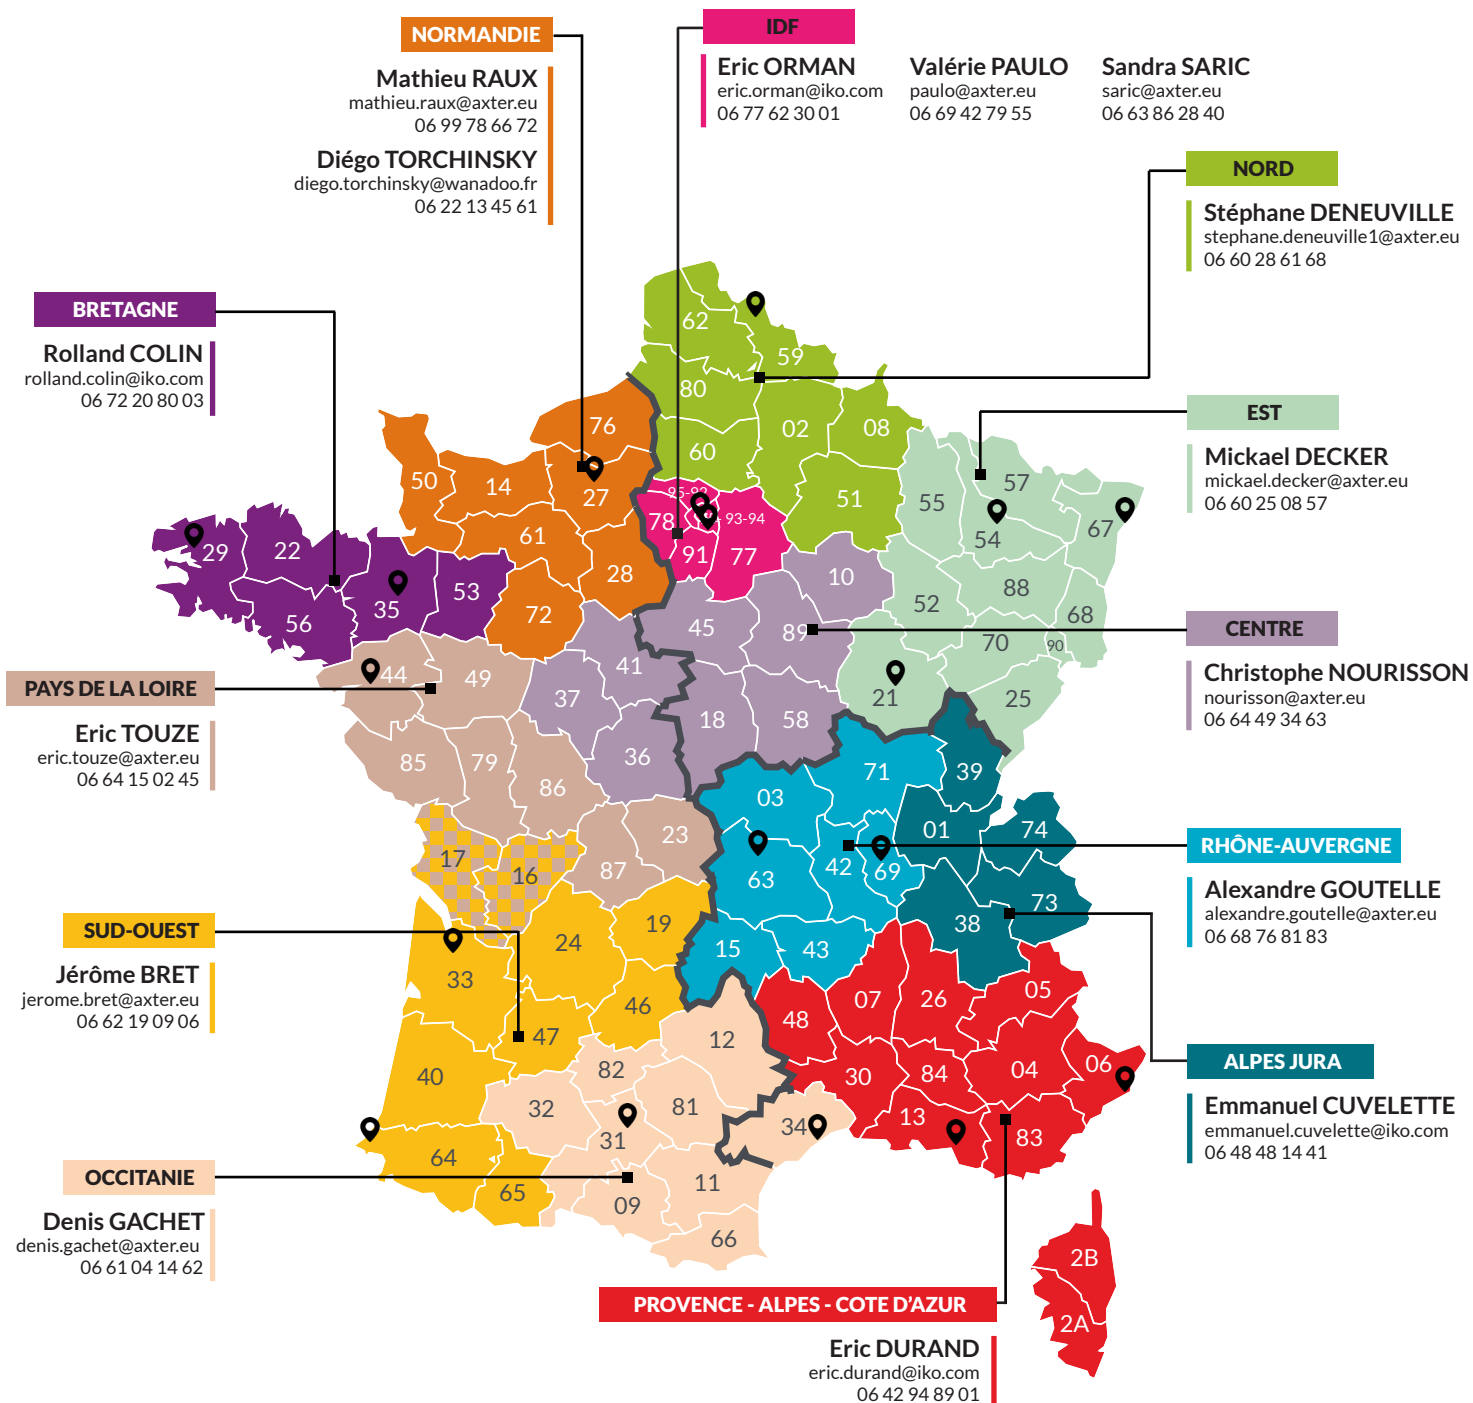 NORMANDIE
Mathieu RAUX
mathieu.raux@axter.eu
06 99 78 66 72
Diégo TORCHINSKY
diego.torchinsky@wanadoo.fr
06 22 13 45 61
IDF
Eric ORMAN
eric.orman@iko.com
06 77 62 30 01
Valérie PAULO
paulo@axter.eu
06 69 42 79 55
Sandra SARIC
saric@axter.eu
06 63 86 28 40
NORD
Stéphane DENEUVILLE
stephane.deneuville1@axter.eu
06 60 28 61 68
BRETAGNE
Rolland COLIN
rolland.colin@iko.com
06 72 20 80 03
EST
Mickael DECKER
mickael.decker@axter.eu
06 60 25 08 57
CENTRE
Christophe NOURISSON
nourisson@axter.eu
06 64 49 34 63
PAYS DE LA LOIRE
Eric TOUZE
eric.touze@axter.eu
06 64 15 02 45
RHÔNE-AUVERGNE
Alexandre GOUTELLE
alexandre.goutelle@axter.eu
06 68 76 81 83
SUD-OUEST
Jérôme BRET
jerome.bret@axter.eu
06 62 19 09 06
ALPES JURA
Emmanuel CUVELETTE
emmanuel.cuvelette@iko.com
06 48 48 14 41
OCCITANIE
Denis GACHET
denis.gachet@axter.eu
06 61 04 14 62
PROVENCE - ALPES - COTE D'AZUR
Eric DURAND
eric.durand@iko.com
06 42 94 89 01
62
59
80
76
02
08
60
50
14
27
51
55
57
67
78
93-94
54
61
91
77
29
22
28
10
88
53
35
52
68
56
72
45
89
70
90
41
44
49
37
21
25
18
58
36
85
79
86
71
39
03
01
74
23
17
16
87
42
69
63
73
38
19
24
15
43
33
05
07
26
46
48
47
12
06
40
82
30
84
04
32
81
13
34
31
83
64
11
65
09
66
2B
2A